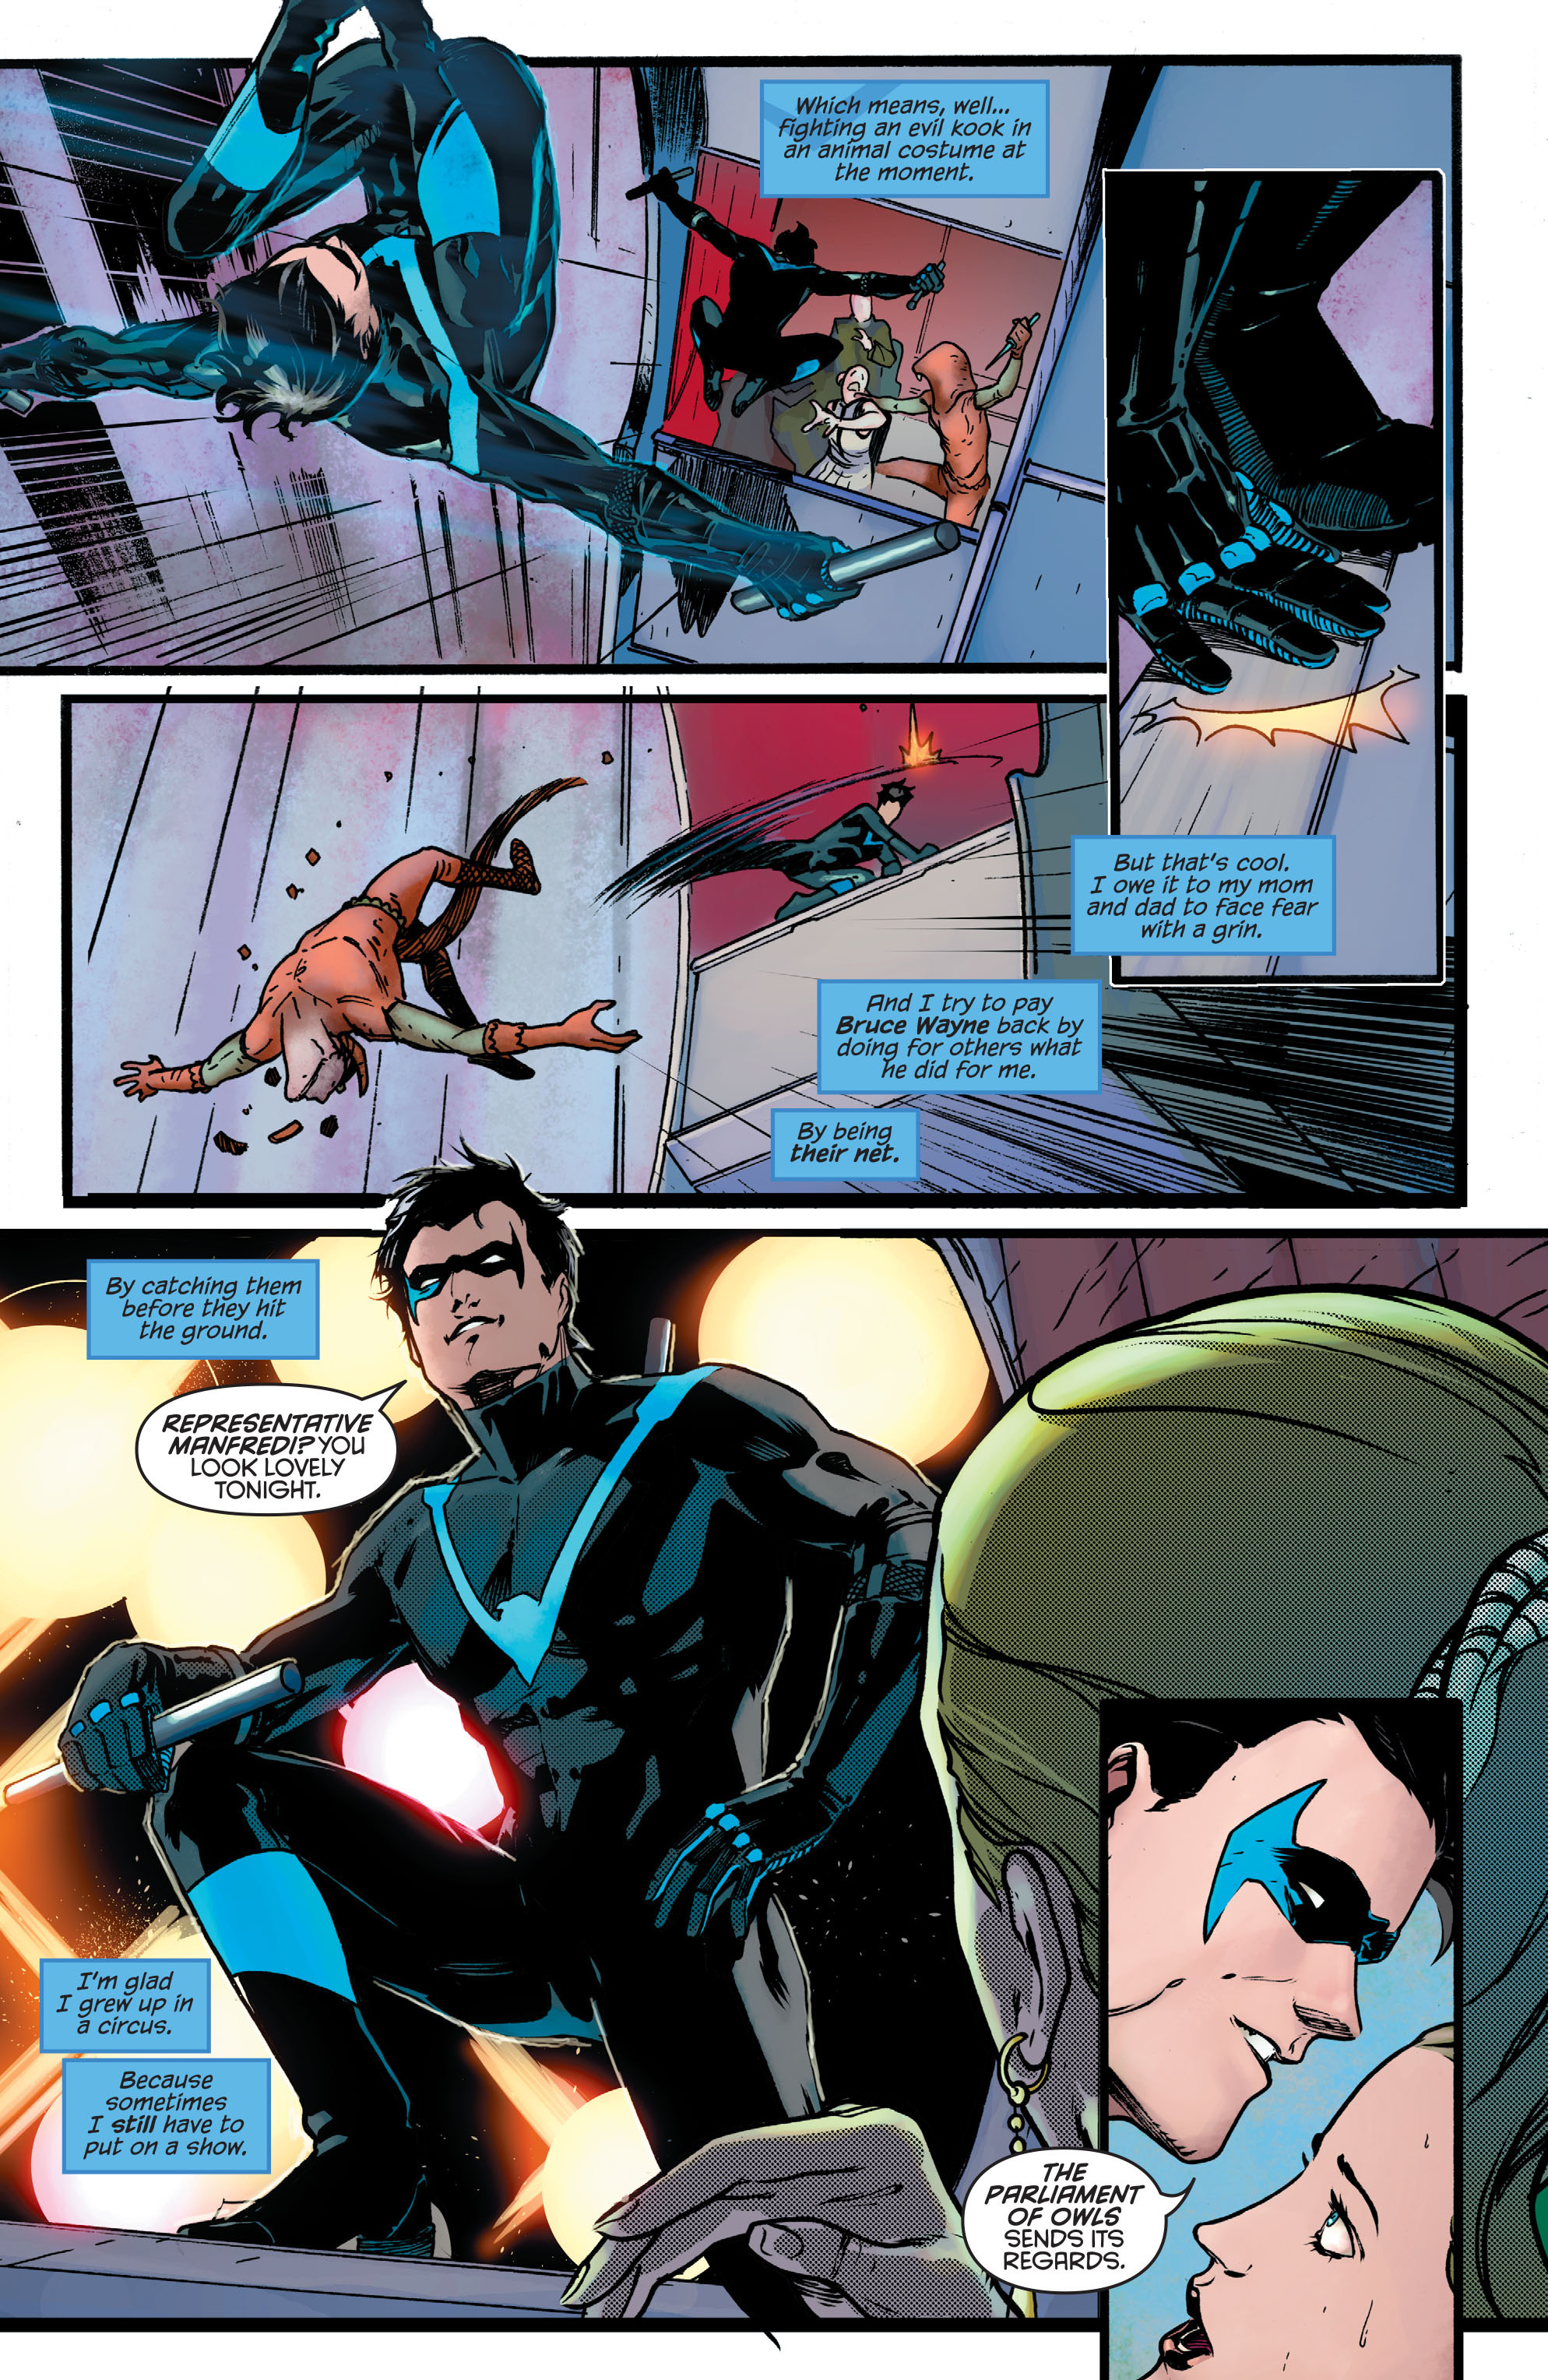 Which means, well...
fighting an evil kook in
an animal costume at
the moment.
But that's cool.
I owe it to my mom
and dad to face fear
with a grin.
And I try to pay
Bruce Wayne back by
doing for others what
he did for me.
By being
their net.
By catching them
before they hit
the ground.
REPRESENTATIVE
MANFREDI? YOU
LOOK LOVELY
TONIGHT.
I'm glad
I grew up in
a circus.
Because
sometimes
I still have to
put on a show.
THE
PARLIAMENT
OF OWLS
SENDS ITS
REGARDS.